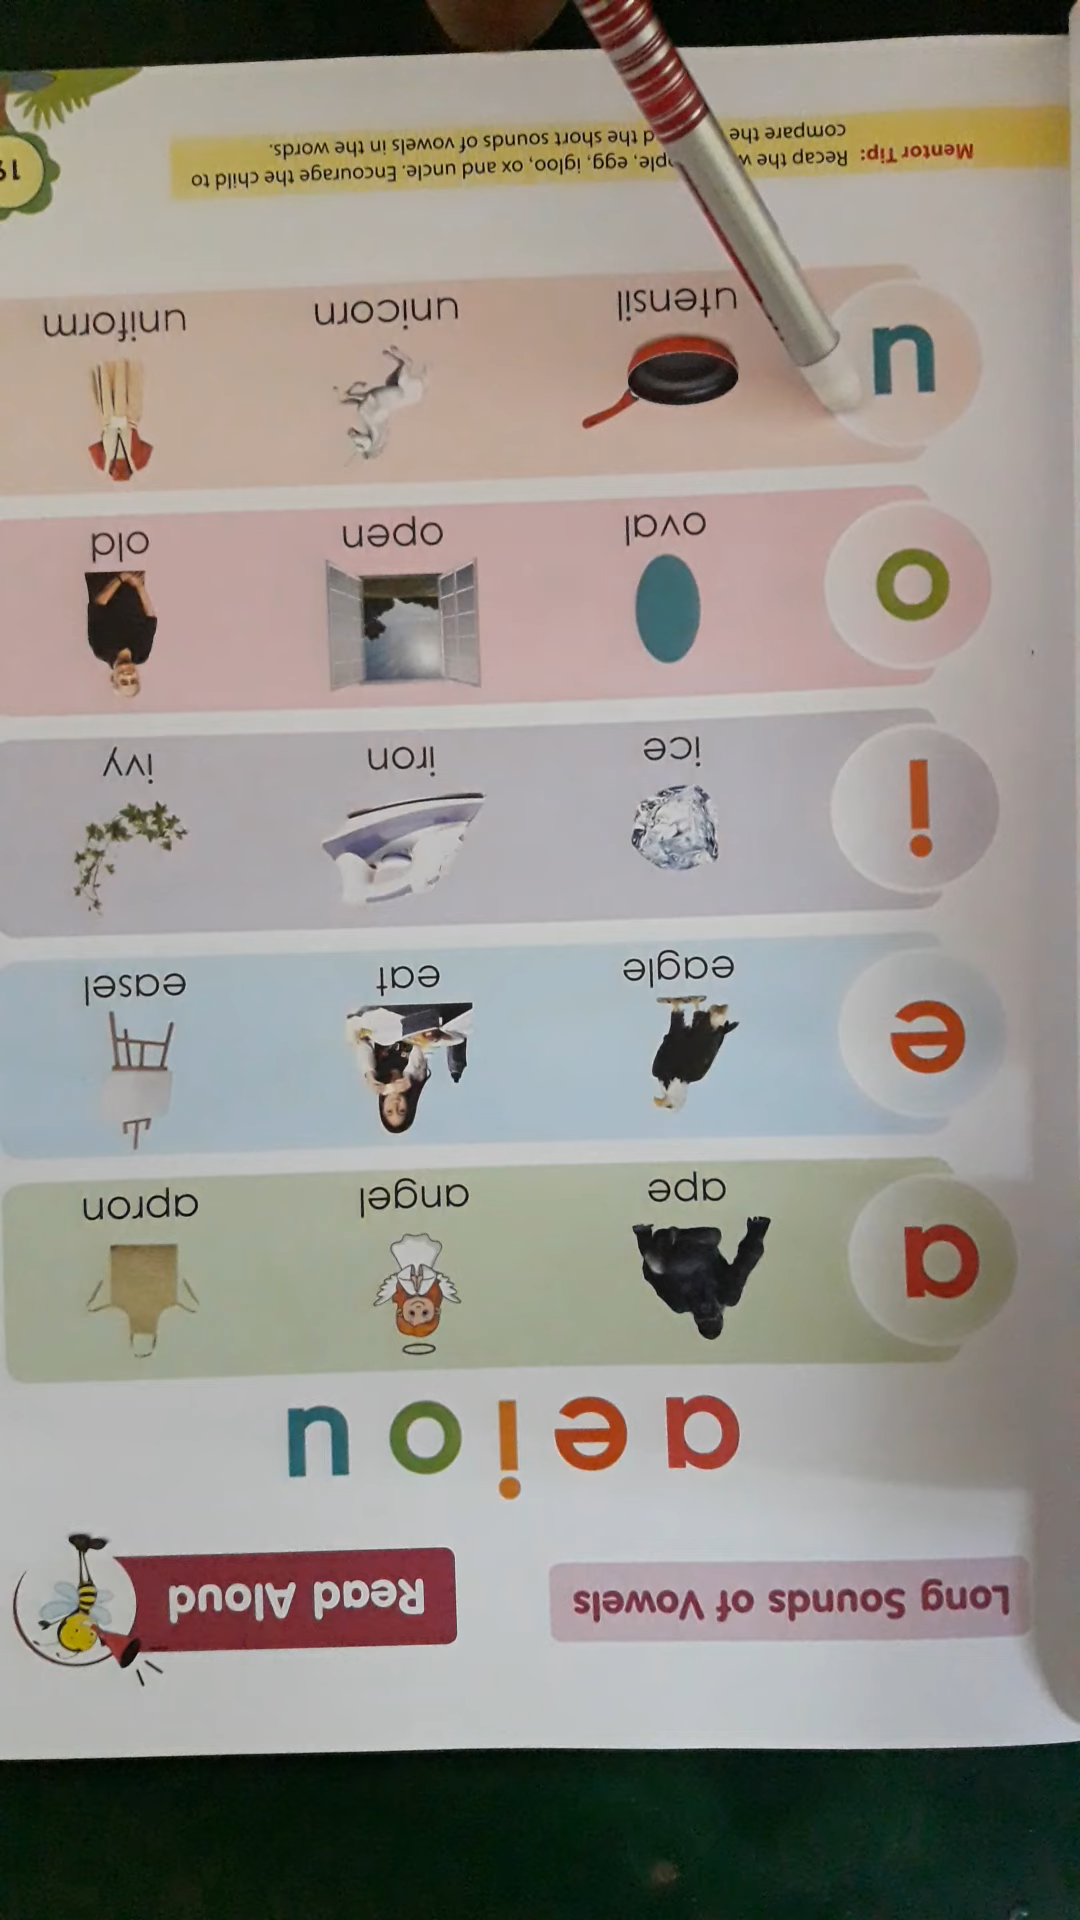 Long Sounds of Vowels
Read Aloud
a e i o u
a
ape angel apron
e
eagle eat easel
i
ice iron ivy
o
oval open old
u
utensil unicorn uniform
Mentor Tip: Recap the egg, igloo, ox and uncle. Encourage the child to
compare the the short sounds of vowels in the words.